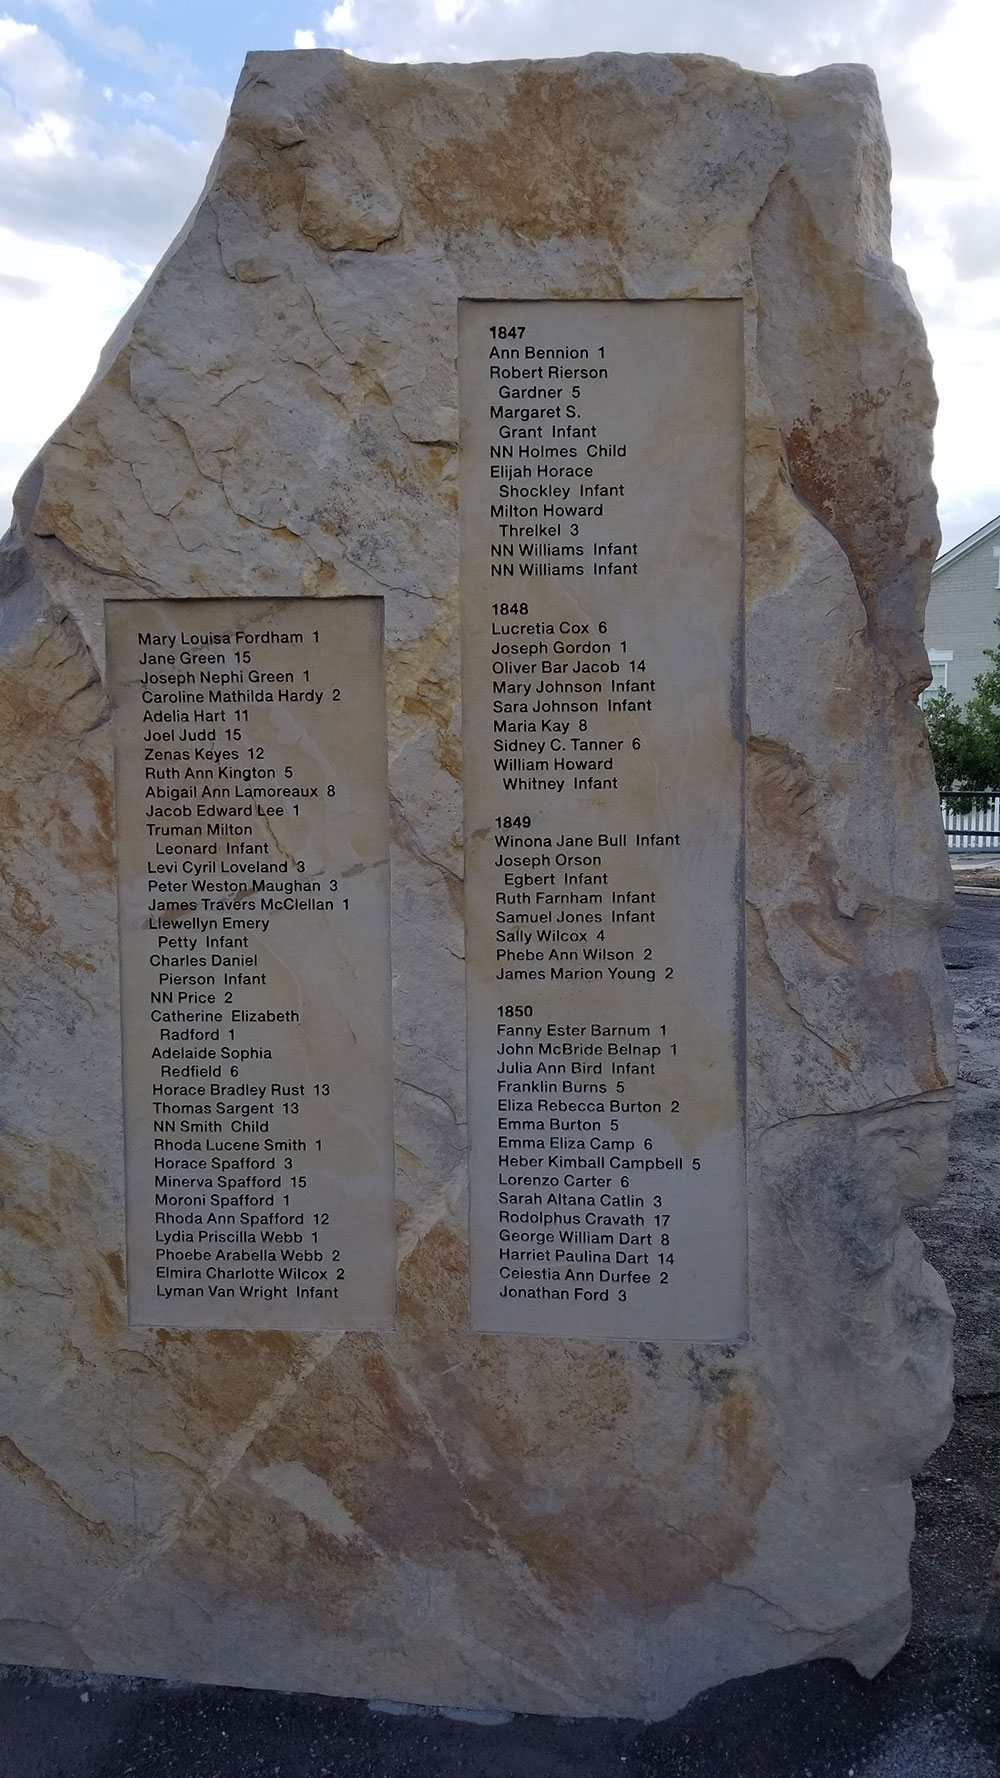 Mary Louisa Fordham 1
Jane Green 15
Joseph Nephi Green 1
Caroline Mathilda Hardy 2
Adelia Hart 11
Joel Judd 15
Zenas Keyes 12
Ruth Ann Kington 5
Abigail Ann Lamoreaux 8
Jacob Edward Lee 1
Truman Milton
Leonard Infant
Levi Cyril Loveland 3
Peter Weston Maughan 3
James Travers McClellan 1
Llewellyn Emery
Petty Infant
Charles Daniel
Pierson Infant
NN Price 2
Catherine Elizabeth
Radford 1
Adelaide Sophia
Redfield 6
Horace Bradley Rust 13
Thomas Sargent 13
NN Smith Child
Rhoda Lucene Smith 1
Horace Spafford 3
Minerva Spafford 15
Moroni Spafford 1
Rhoda Ann Spafford 12
Lydia Priscilla Webb 1
Phoebe Arabella Webb 2
Elmira Charlotte Wilcox 2
Lyman Van Wright Infant
1847
Ann Bennion 1
Robert Rierson
Gardner 5
Margaret S.
Grant Infant
NN Holmes Child
Elijah Horace
Shockley Infant
Milton Howard
Threlkel 3
NN Williams Infant
NN Williams Infant
1848
Lucretia Cox 6
Joseph Gordon 1
Oliver Bar Jacob 14
Mary Johnson Infant
Sara Johnson Infant
Maria Kay 8
Sidney C. Tanner 6
William Howard
Whitney Infant
1849
Winona Jane Bull Infant
Joseph Orson
Egbert Infant
Ruth Farnham Infant
Samuel Jones Infant
Sally Wilcox 4
Phebe Ann Wilson 2
James Marion Young 2
1850
Fanny Ester Barnum 1
John McBride Belnap 1
Julia Ann Bird Infant
Franklin Burns 5
Eliza Rebecca Burton 2
Emma Burton 5
Emma Eliza Camp 6
Heber Kimball Campbell 5
Lorenzo Carter 6
Sarah Altana Catlin 3
Rodolphus Cravath 17
George William Dart 8
Harriet Paulina Dart 14
Celestia Ann Durfee 2
Jonathan Ford 3